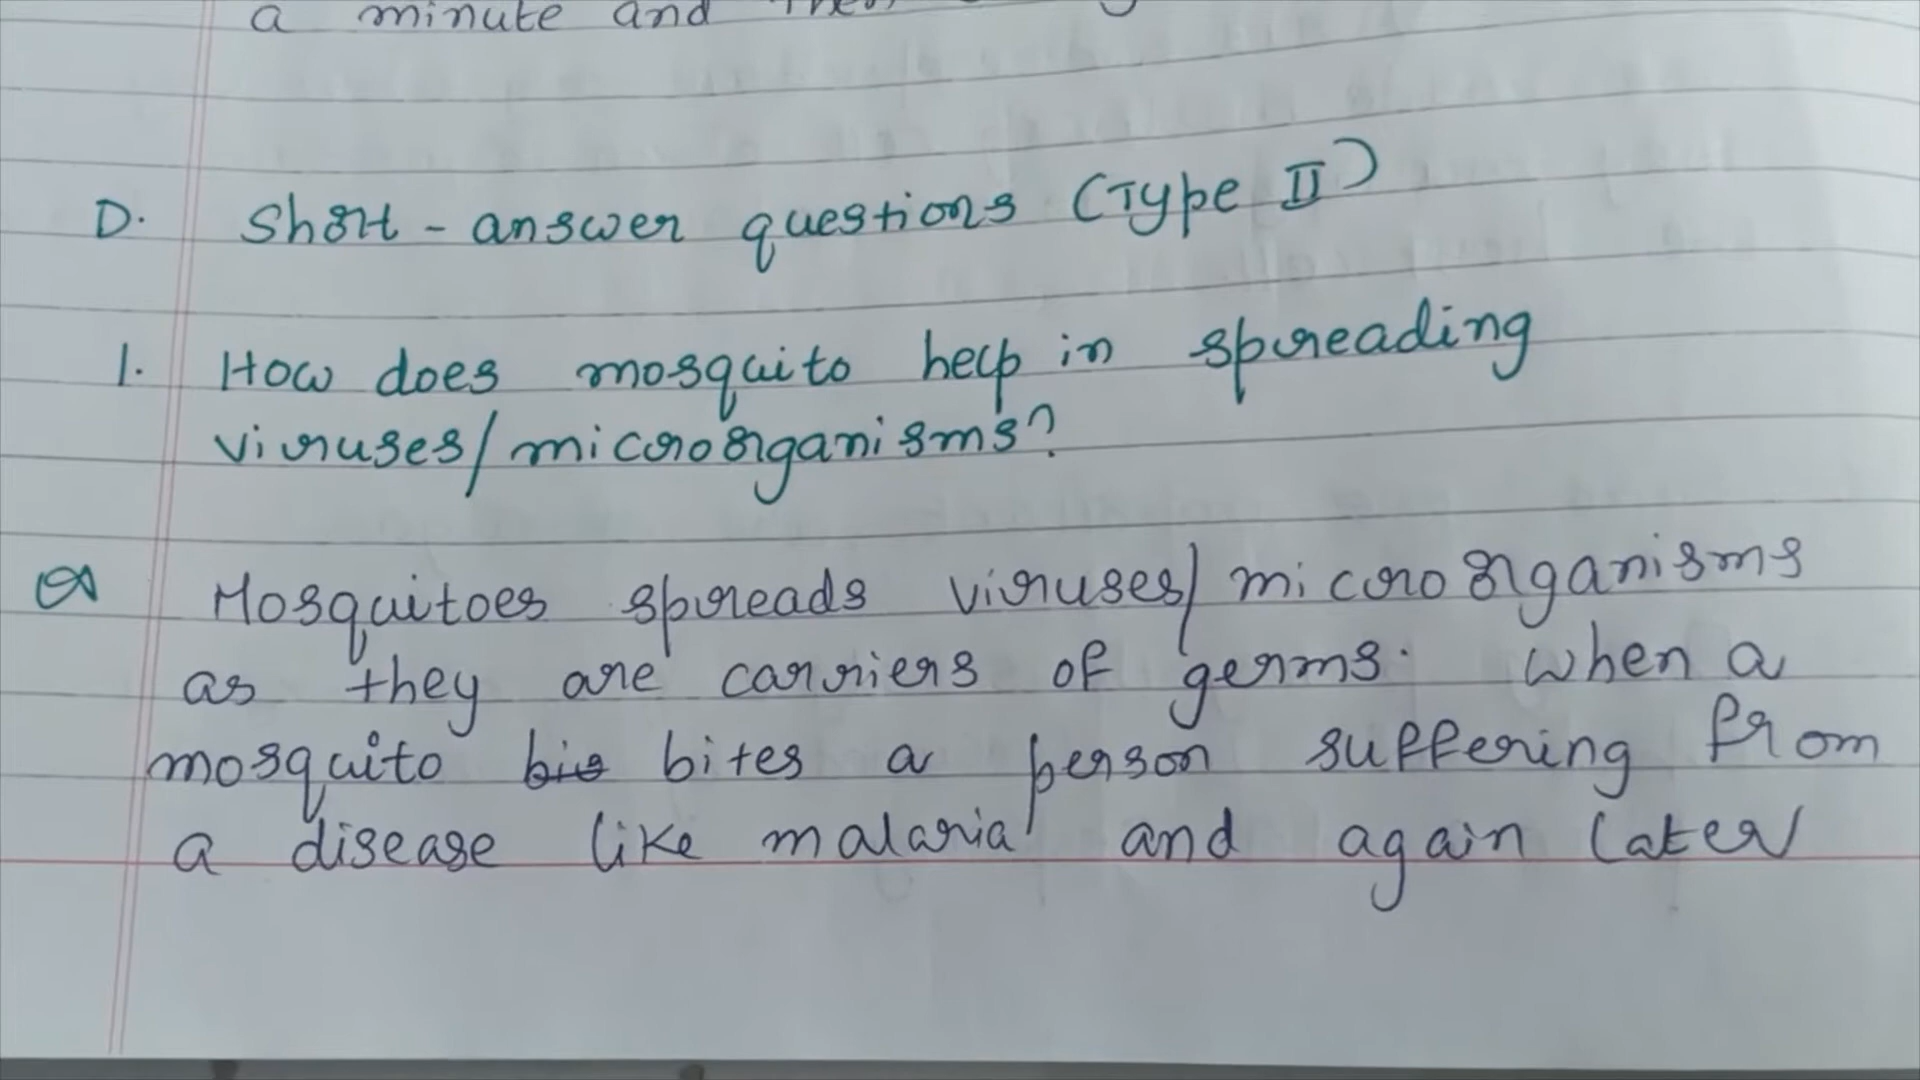 a minute and then
D. Short-answer questions (Type II)
1. How does mosquito help in spreading
viruses/microorganisms?
Mosquitoes spreads viruses/microorganisms
as they are carriers of germs. When a
mosquito bis bites a person suffering from
a disease like malaria and again later